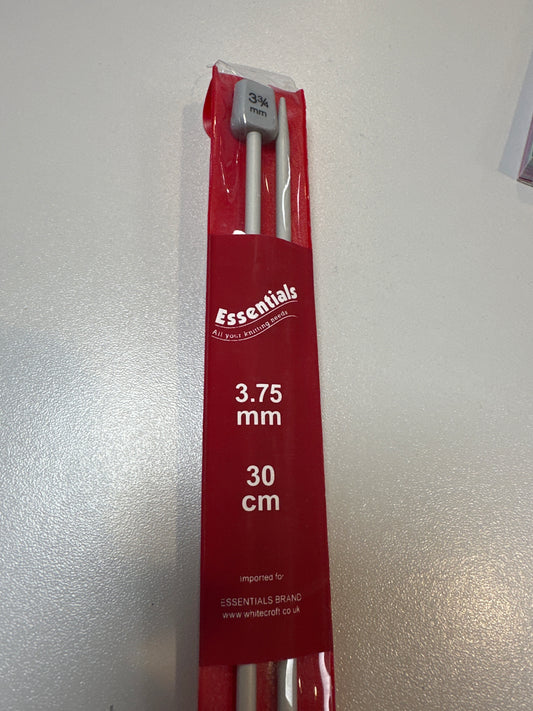 3¾
mm
Essentials
All your knitting needs
3.75
mm
30
cm
Imported for
ESSENTIALS BRAND
www.whitecroft.co.uk